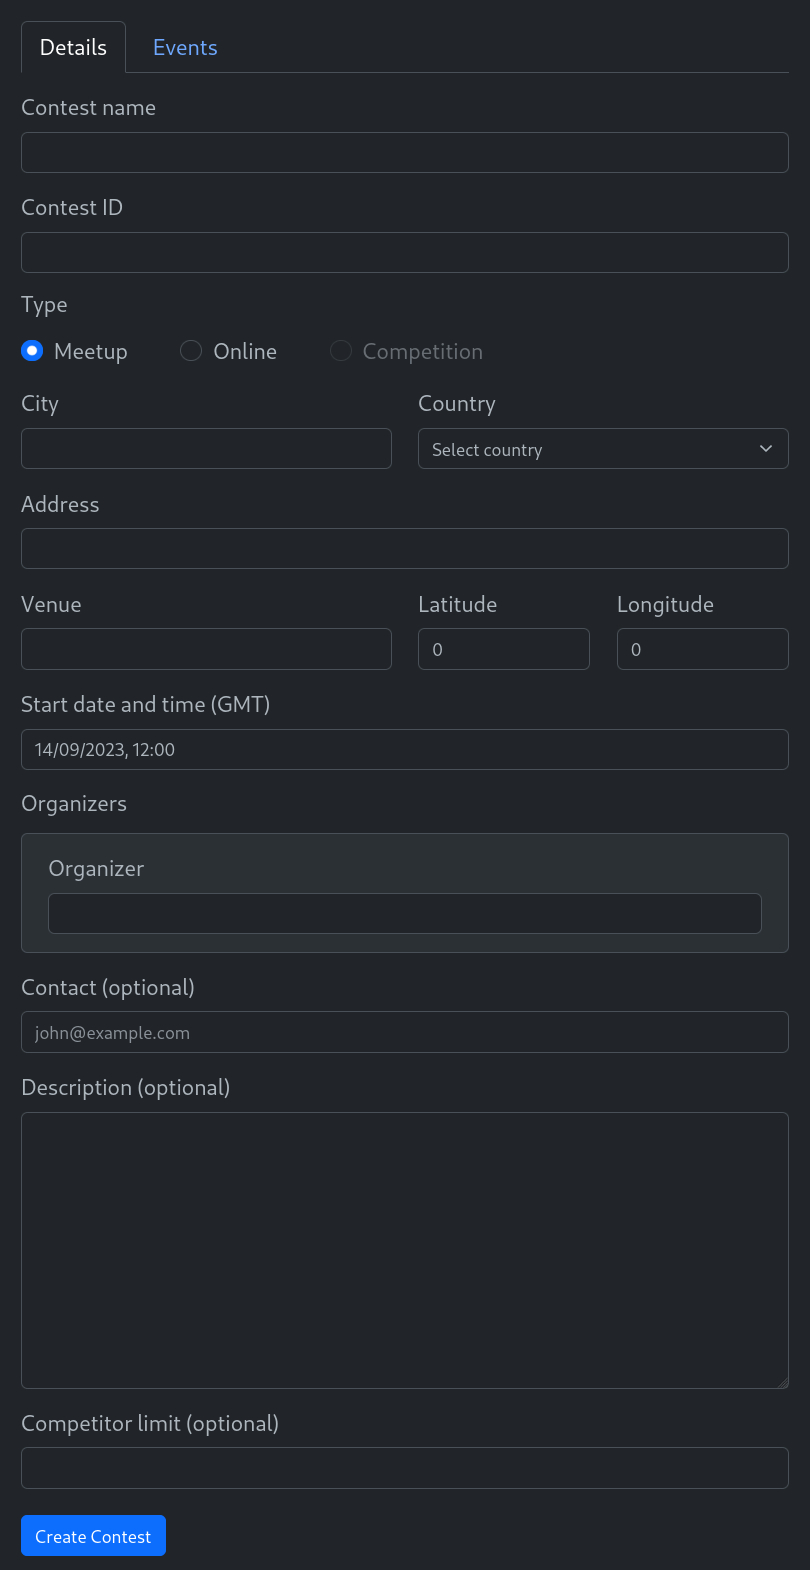 Details Events
Contest name
Contest ID
Type
Meetup Online Competition
City Country
Select country
Address
Venue Latitude Longitude
0 0
Start date and time (GMT)
14/09/2023, 12:00
Organizers
Organizer
Contact (optional)
john@example.com
Description (optional)
Competitor limit (optional)
Create Contest